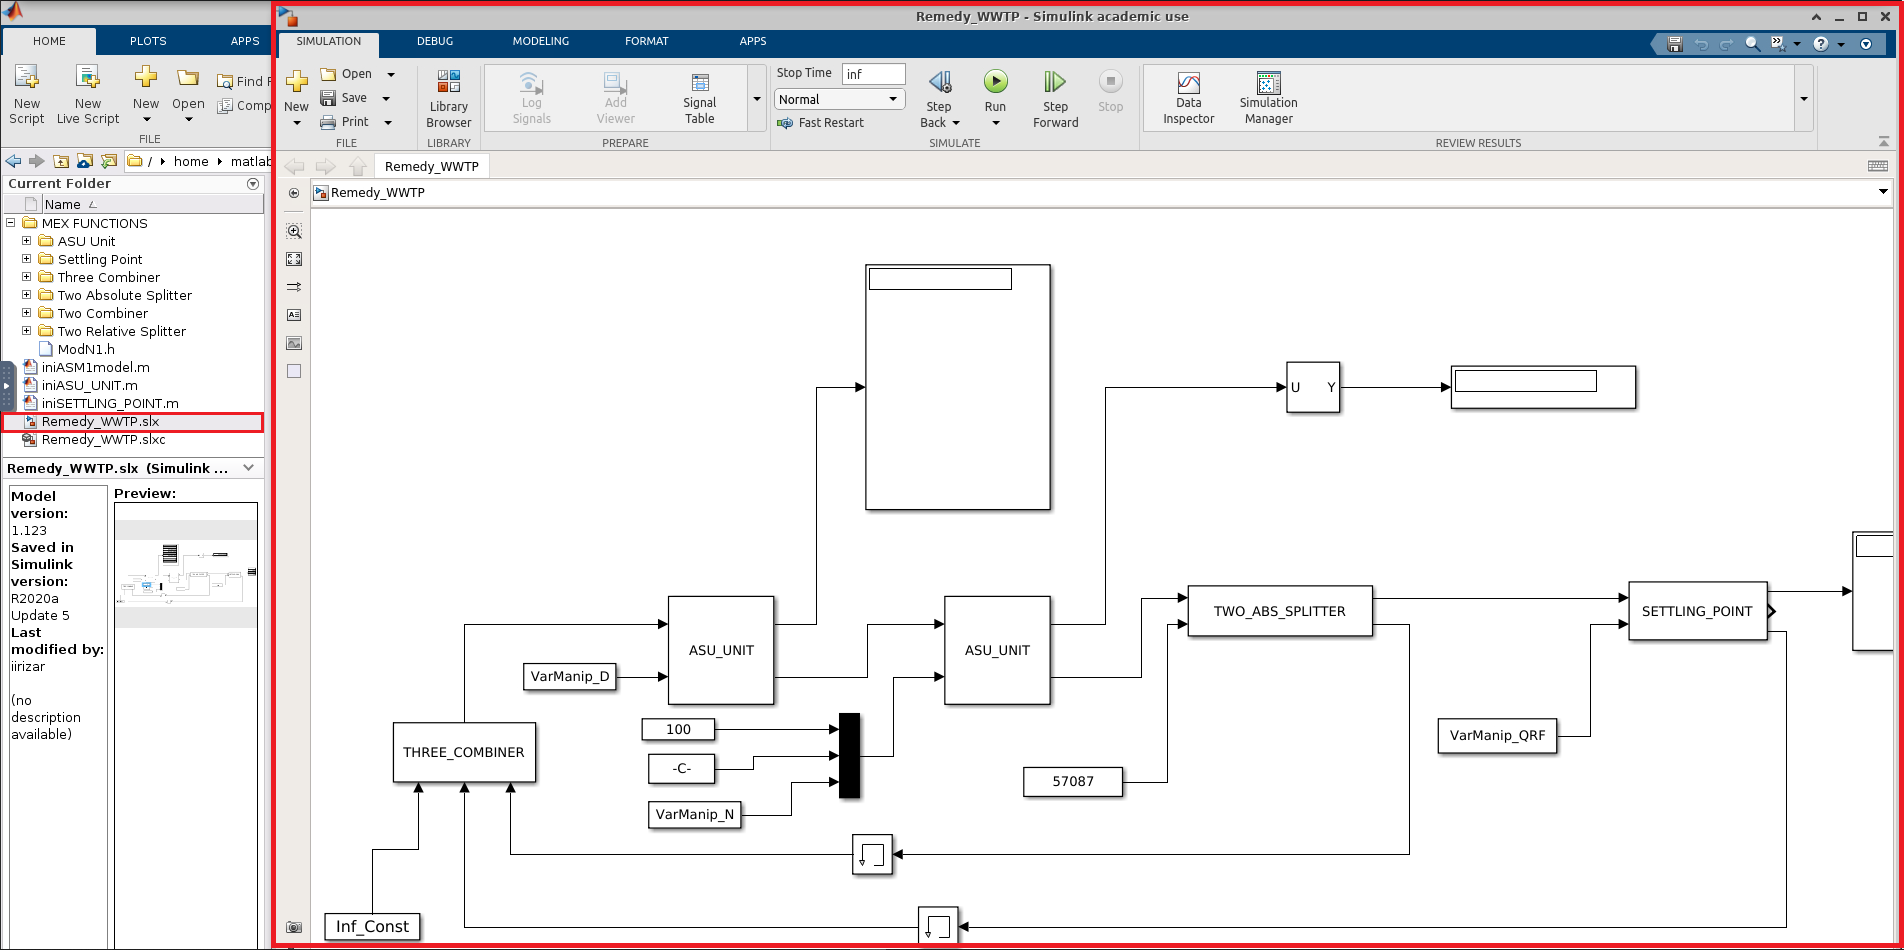 Remedy_WWTP - Simulink academic use
HOME PLOTS APPS
SIMULATION DEBUG MODELING FORMAT APPS
New Script
New Live Script
New
Open
Find F
Comp
FILE
New
Open
Save
Print
FILE
Library Browser
LIBRARY
Log Signals
Add Viewer
Signal Table
PREPARE
Stop Time inf
Normal
Fast Restart
Step Back
Run
Step Forward
Stop
SIMULATE
Data Inspector
Simulation Manager
REVIEW RESULTS
/ home matlab
Current Folder
Name
MEX FUNCTIONS
ASU Unit
Settling Point
Three Combiner
Two Absolute Splitter
Two Combiner
Two Relative Splitter
ModN1.h
iniASM1model.m
iniASU_UNIT.m
iniSETTLING_POINT.m
Remedy_WWTP.slx
Remedy_WWTP.slxc
Remedy_WWTP.slx (Simulink ...
Model
version:
1.123
Saved in
Simulink
version:
R2020a
Update 5
Last
modified by:
iirizar
(no
description
available)
Preview:
Remedy_WWTP
Remedy_WWTP
U Y
TWO_ABS_SPLITTER
SETTLING_POINT
ASU_UNIT
ASU_UNIT
VarManip_D
100
THREE_COMBINER
VarManip_QRF
-C-
57087
VarManip_N
Inf_Const